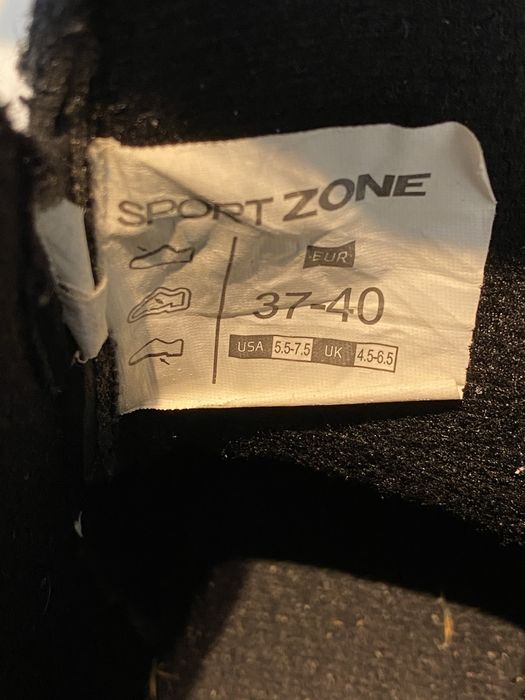 SPORT ZONE
EUR
37-40
USA 5.5-7.5 UK 4.5-6.5